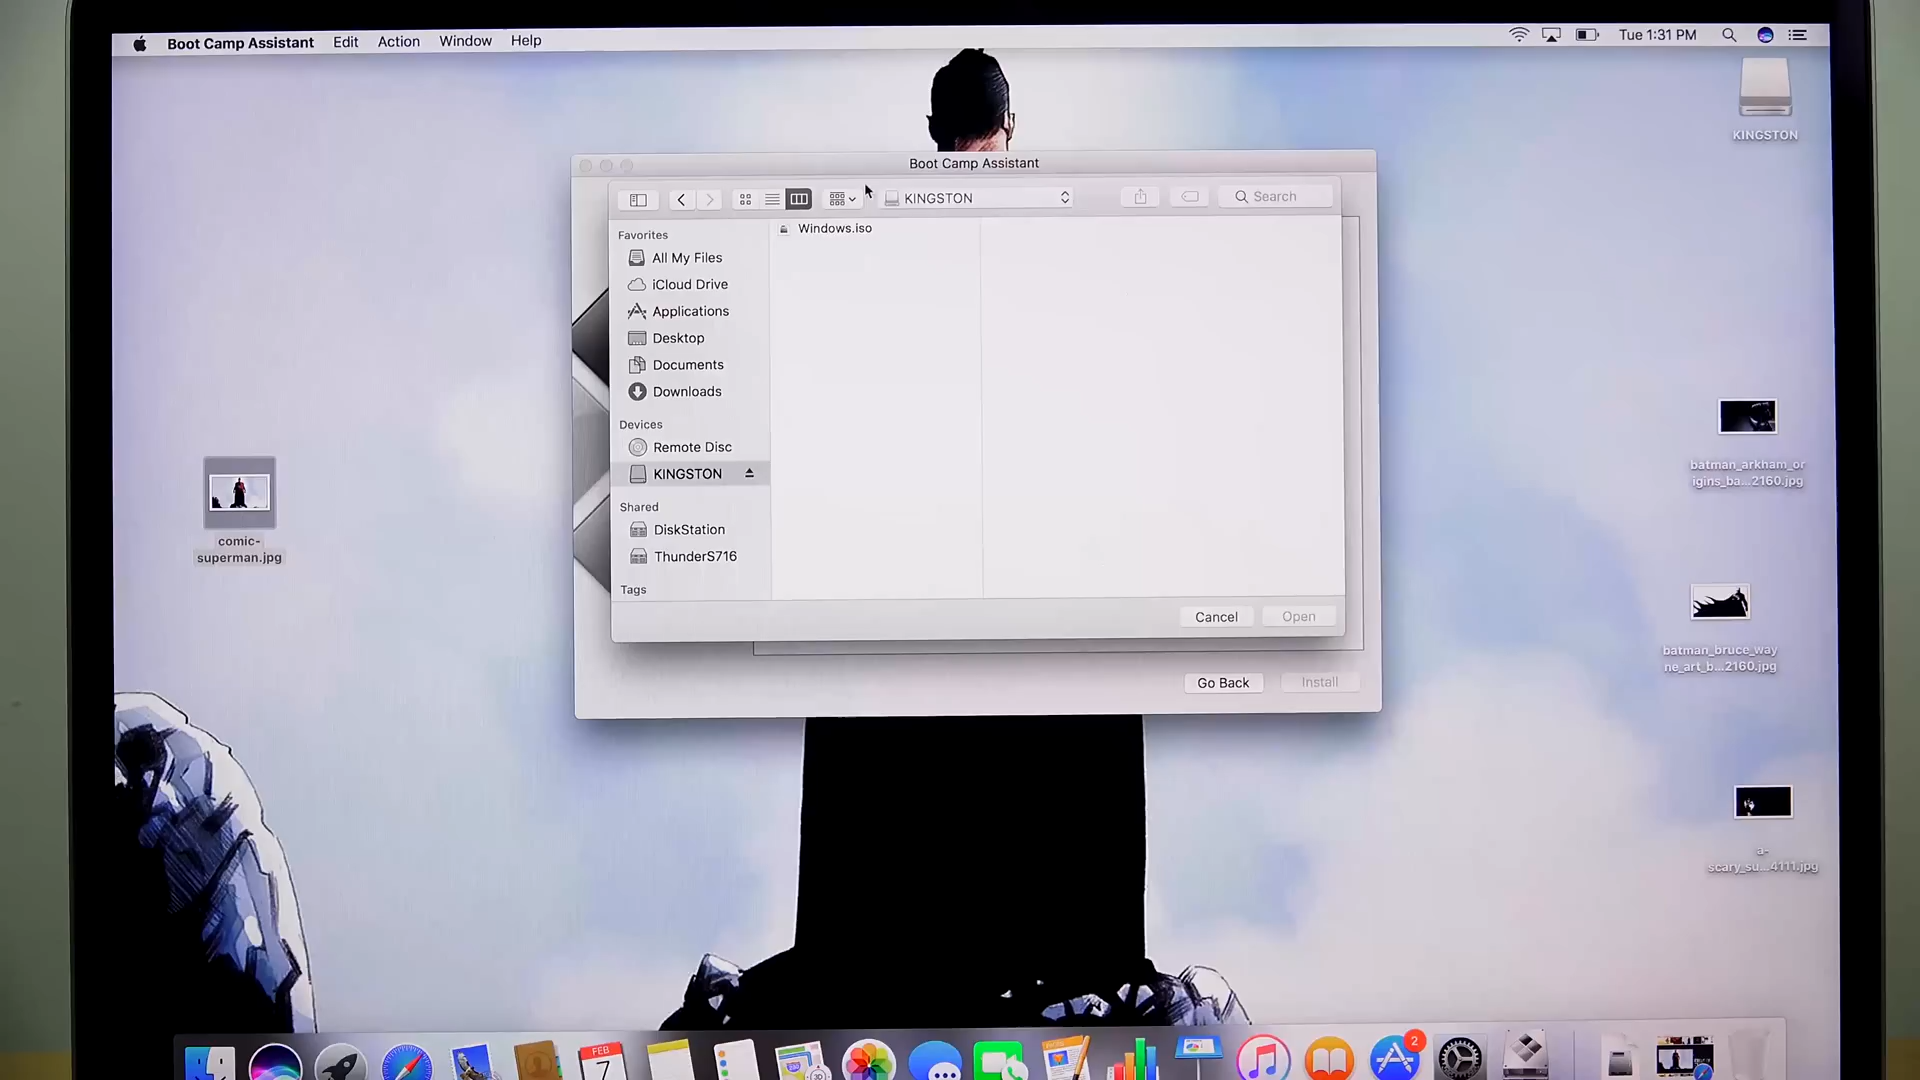 Boot Camp Assistant Edit Action Window Help
Tue 1:31 PM
KINGSTON
Boot Camp Assistant
KINGSTON
Search
Favorites
All My Files
iCloud Drive
Applications
Desktop
Documents
Downloads
Devices
Remote Disc
KINGSTON
Shared
DiskStation
ThunderS716
Tags
Windows.iso
Cancel Open
Go Back Install
comic-
superman.jpg
batman_arkham_or
igins_ba...2160.jpg
batman_bruce_way
ne_art_b...2160.jpg
a-
scary_su...4111.jpg
FEB
7
3D
2